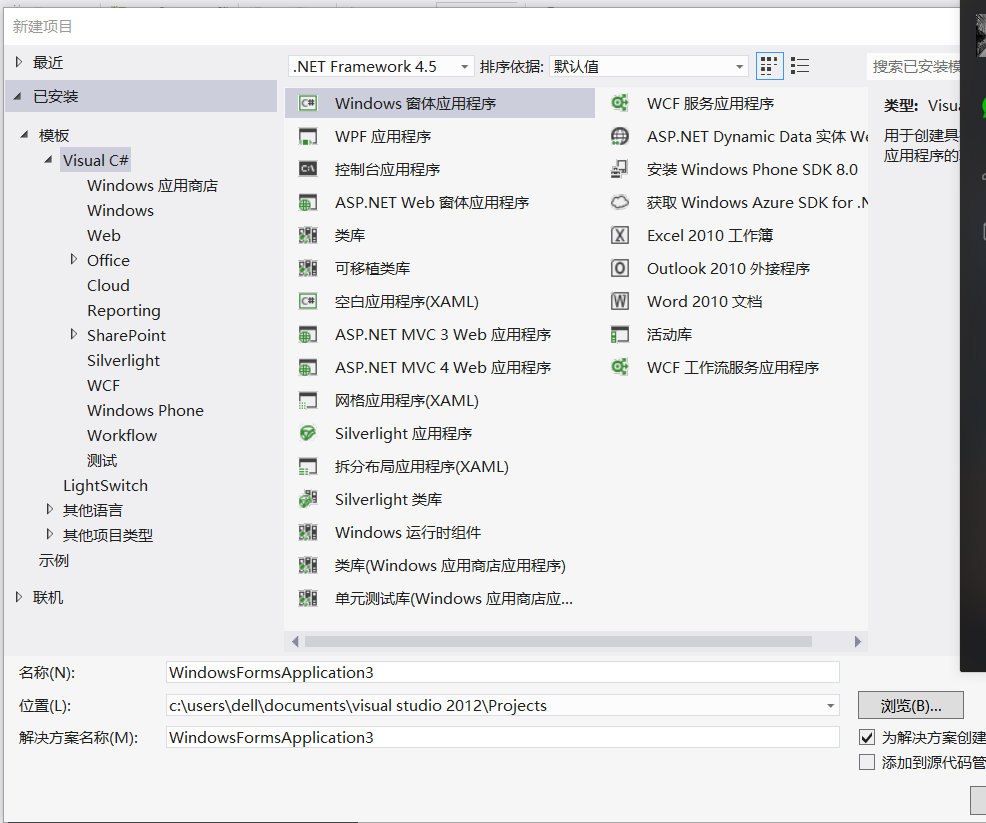 新建项目
最近
已安装
模板
Visual C#
Windows 应用商店
Windows
Web
Office
Cloud
Reporting
SharePoint
Silverlight
WCF
Windows Phone
Workflow
测试
LightSwitch
其他语言
其他项目类型
示例
联机
.NET Framework 4.5 排序依据: 默认值
搜索已安装模
Windows 窗体应用程序
WPF 应用程序
控制台应用程序
ASP.NET Web 窗体应用程序
类库
可移植类库
空白应用程序(XAML)
ASP.NET MVC 3 Web 应用程序
ASP.NET MVC 4 Web 应用程序
网格应用程序(XAML)
Silverlight 应用程序
拆分布局应用程序(XAML)
Silverlight 类库
Windows 运行时组件
类库(Windows 应用商店应用程序)
单元测试库(Windows 应用商店应...
WCF 服务应用程序
ASP.NET Dynamic Data 实体 We
安装 Windows Phone SDK 8.0
获取 Windows Azure SDK for .N
Excel 2010 工作簿
Outlook 2010 外接程序
Word 2010 文档
活动库
WCF 工作流服务应用程序
类型: Visua
用于创建具
应用程序的
名称(N): WindowsFormsApplication3
位置(L): c:\users\dell\documents\visual studio 2012\Projects
浏览(B)...
解决方案名称(M): WindowsFormsApplication3
为解决方案创建
添加到源代码管